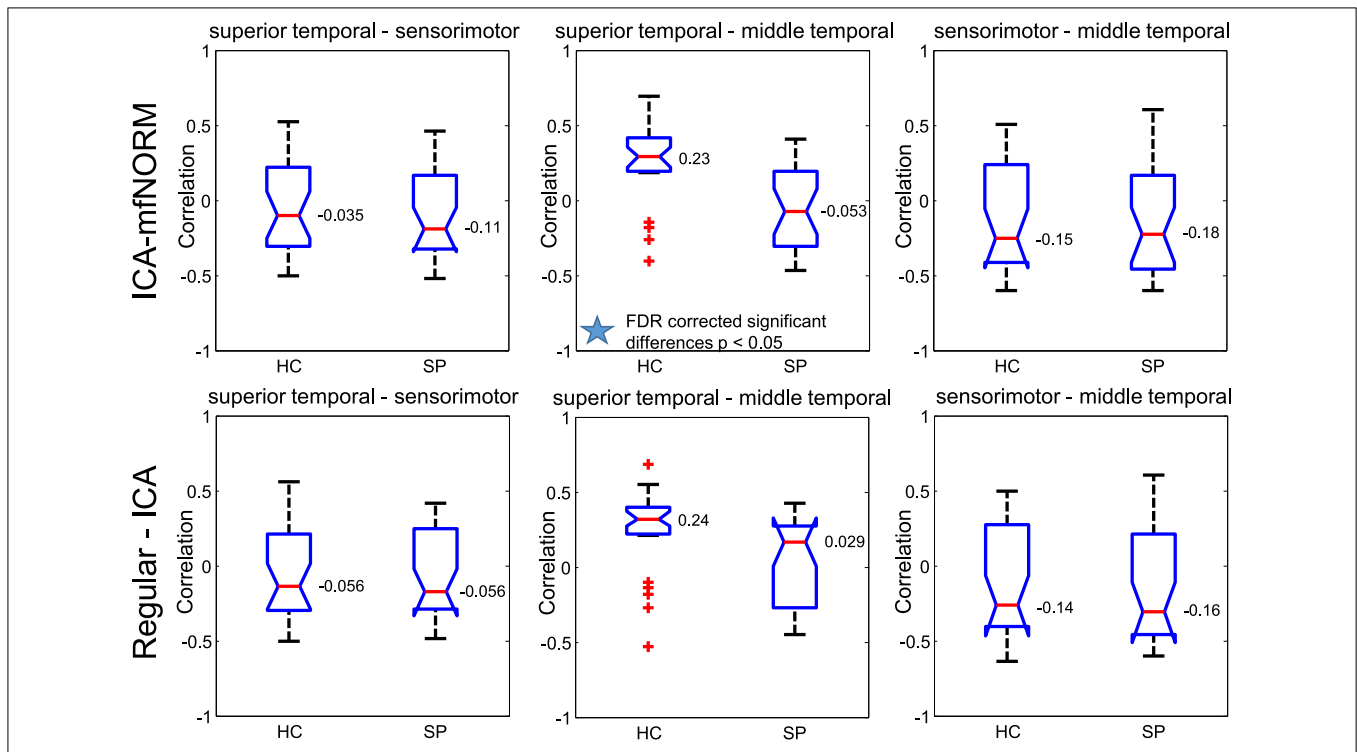 superior temporal - sensorimotor
superior temporal - middle temporal
sensorimotor - middle temporal
ICA-mfNORM
Correlation
1
0.5
0
-0.5
-1
-0.035
-0.11
HC
SP
Correlation
1
0.5
0
-0.5
-1
0.23
-0.053
FDR corrected significant
differences p < 0.05
HC
SP
Correlation
1
0.5
0
-0.5
-1
-0.15
-0.18
HC
SP
superior temporal - sensorimotor
superior temporal - middle temporal
sensorimotor - middle temporal
Regular - ICA
Correlation
1
0.5
0
-0.5
-1
-0.056
-0.056
HC
SP
Correlation
1
0.5
0
-0.5
-1
0.24
0.029
HC
SP
Correlation
1
0.5
0
-0.5
-1
-0.14
-0.16
HC
SP